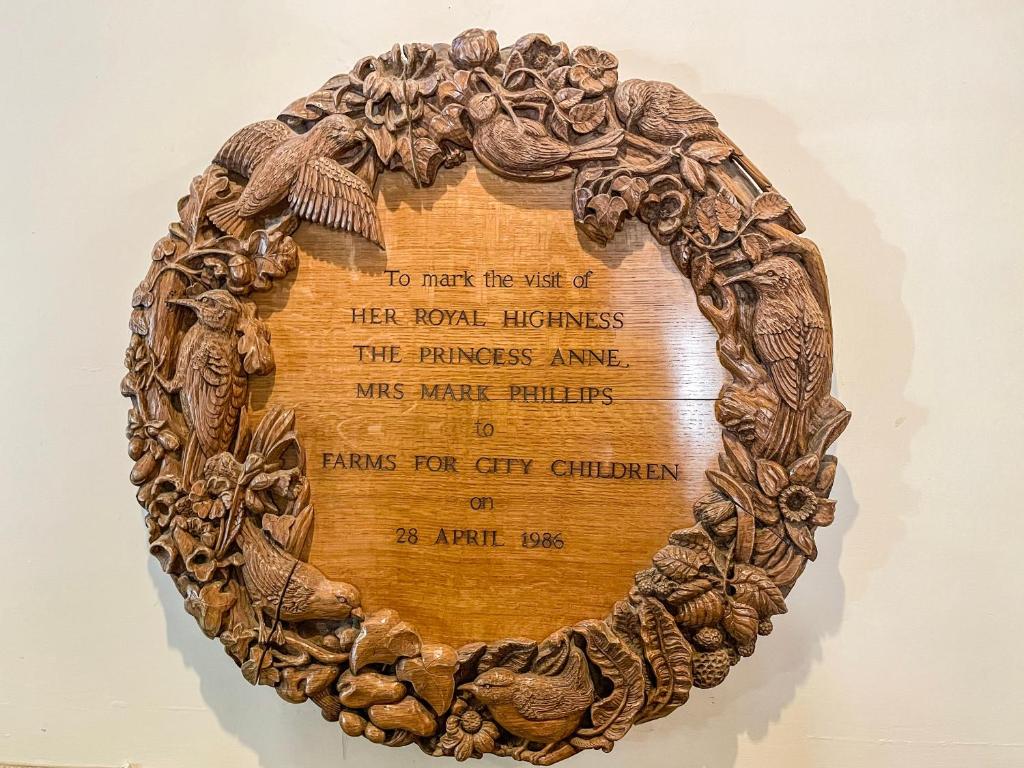 To mark the visit of
HER ROYAL HIGHNESS
THE PRINCESS ANNE,
MRS MARK PHILLIPS
to
FARMS FOR CITY CHILDREN
on
28 APRIL 1986